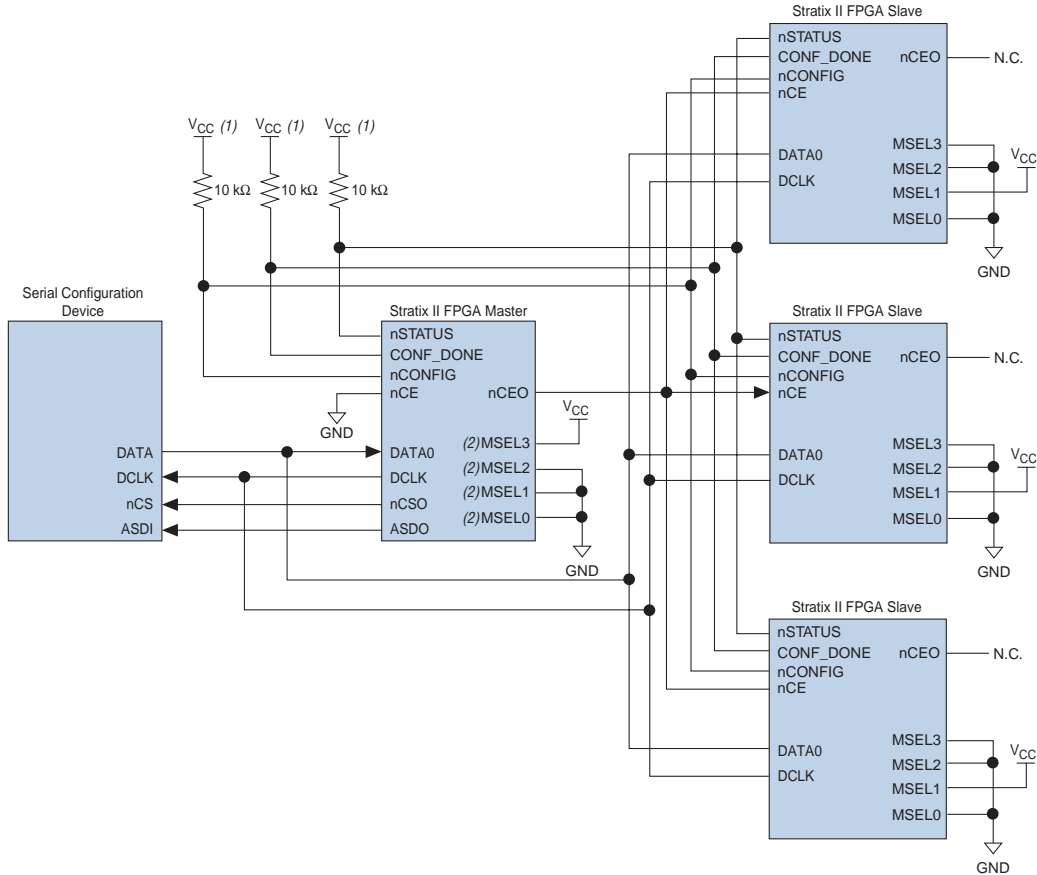 Stratix II FPGA Slave
nSTATUS
CONF_DONE
nCONFIG
nCE
nCEO
N.C.
DATA0
DCLK
MSEL3
MSEL2
MSEL1
MSEL0
VCC
GND
VCC (1)
VCC (1)
VCC (1)
10 kΩ
10 kΩ
10 kΩ
Serial Configuration
Device
DATA
DCLK
nCS
ASDI
Stratix II FPGA Master
nSTATUS
CONF_DONE
nCONFIG
nCE
nCEO
GND
DATA0
DCLK
nCSO
ASDO
(2)MSEL3
(2)MSEL2
(2)MSEL1
(2)MSEL0
VCC
GND
Stratix II FPGA Slave
nSTATUS
CONF_DONE
nCONFIG
nCE
nCEO
N.C.
DATA0
DCLK
MSEL3
MSEL2
MSEL1
MSEL0
VCC
GND
Stratix II FPGA Slave
nSTATUS
CONF_DONE
nCONFIG
nCE
nCEO
N.C.
DATA0
DCLK
MSEL3
MSEL2
MSEL1
MSEL0
VCC
GND